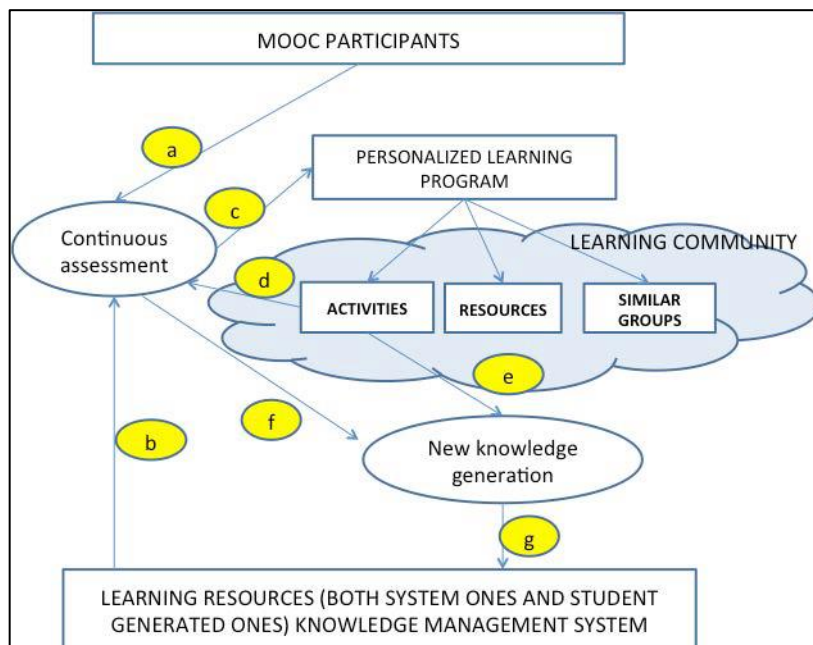 MOOC PARTICIPANTS
a
PERSONALIZED LEARNING
PROGRAM
c
Continuous
assessment
LEARNING COMMUNITY
d
ACTIVITIES
RESOURCES
SIMILAR
GROUPS
e
f
b
New knowledge
generation
g
LEARNING RESOURCES (BOTH SYSTEM ONES AND STUDENT
GENERATED ONES) KNOWLEDGE MANAGEMENT SYSTEM